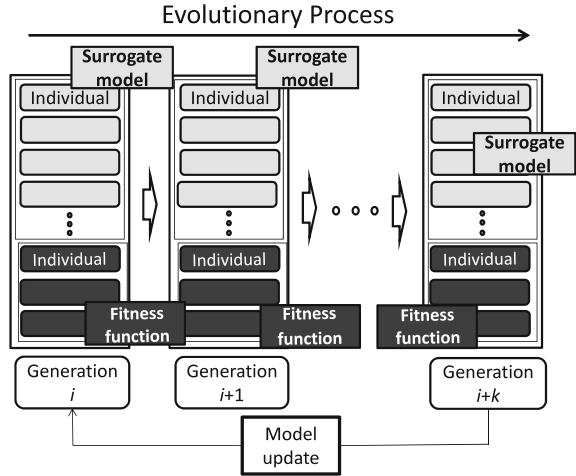 Evolutionary Process
Surrogate
model
Surrogate
model
Individual
Individual
Individual
Surrogate
model
Individual
Individual
Individual
Fitness
function
Fitness
function
Fitness
function
Generation
i
Generation
i+1
Generation
i+k
Model
update